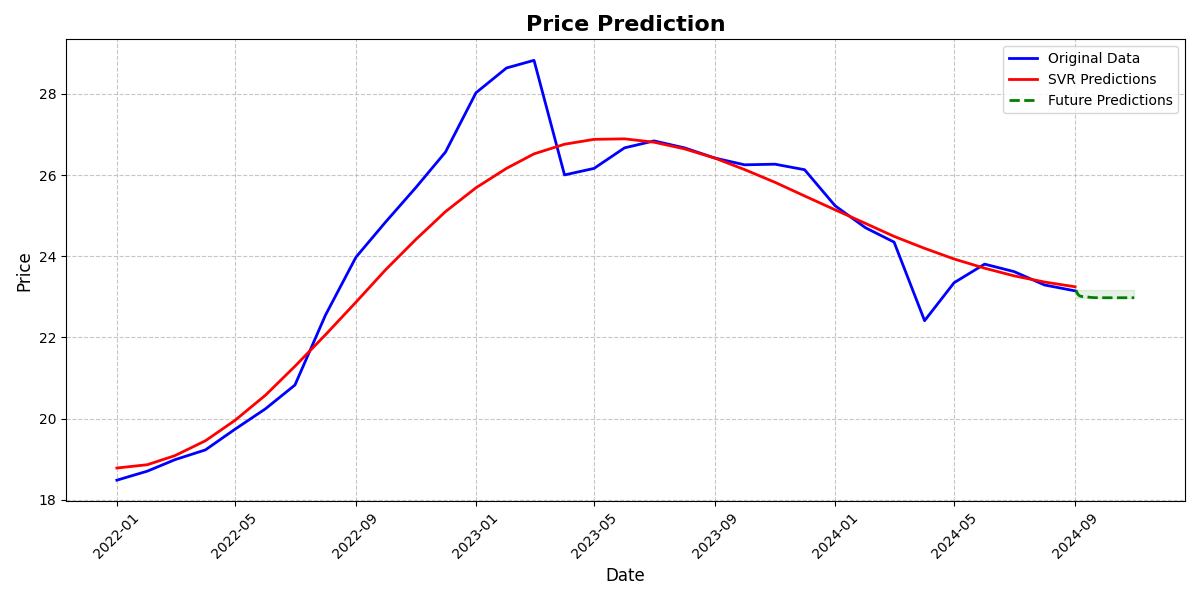 Price Prediction
Original Data
SVR Predictions
Future Predictions
Price
28
26
24
22
20
18
2022-01
2022-05
2022-09
2023-01
2023-05
2023-09
2024-01
2024-05
2024-09
Date